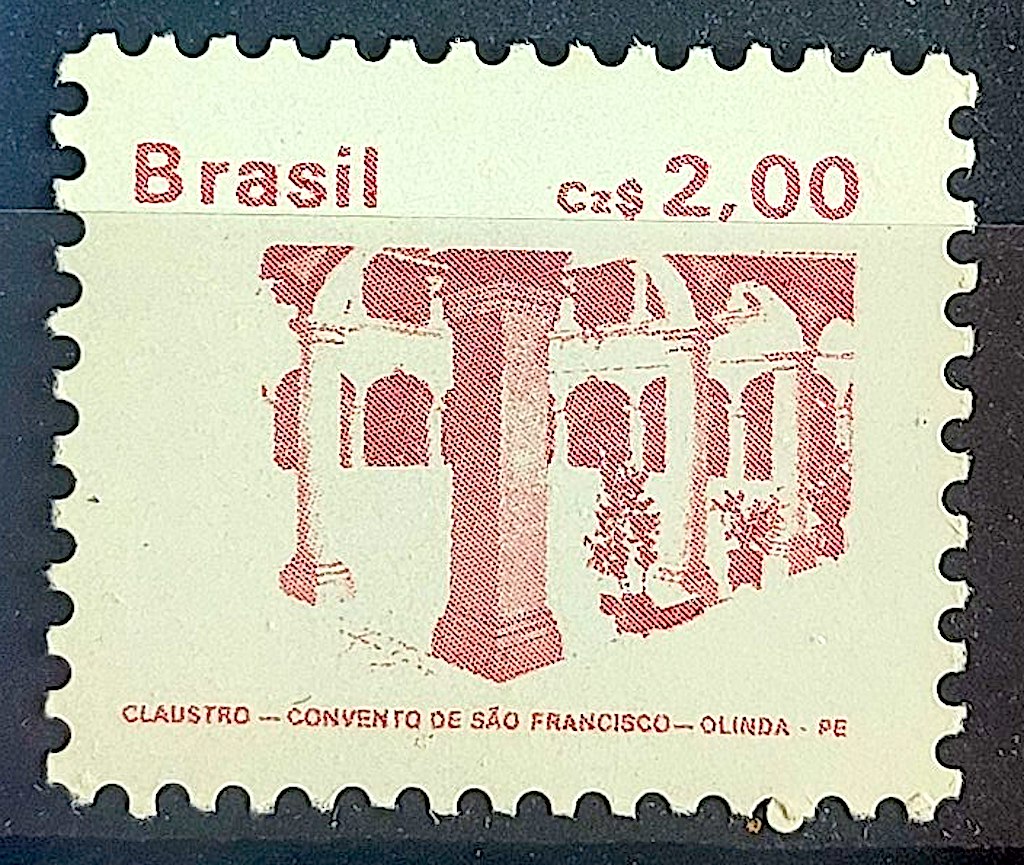 Brasil Cz$ 2,00
CLAUSTRO — CONVENTO DE SÃO FRANCISCO — OLINDA - PE